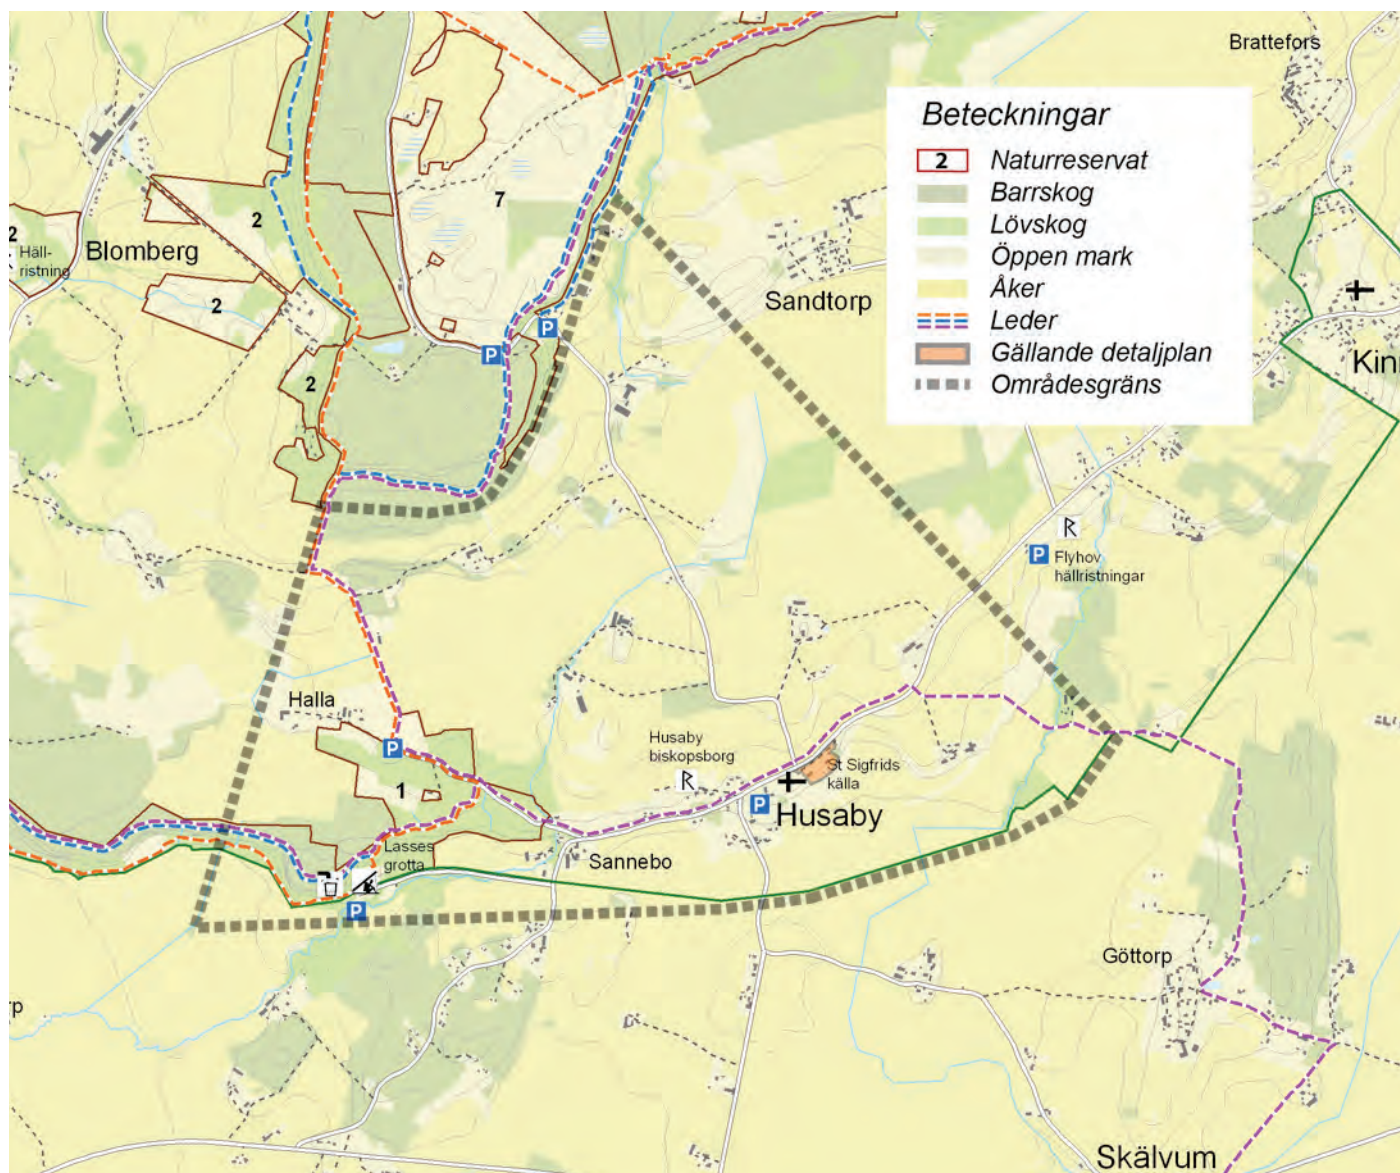 Brattefors
Beteckningar
2 Naturreservat
Barrskog
Lövskog
Öppen mark
Åker
Leder
Gällande detaljplan
Områdesgräns
7
2
2
Häll-
ristning
Blomberg
2
2
Sandtorp
P
P
Kin
R
P
Flyhov
hällristningar
Halla
P
1
Husaby
biskopsborg
R
St Sigfrids
källa
P
Husaby
Lasses
grotta
Sannebo
P
Göttorp
rp
Skälvum